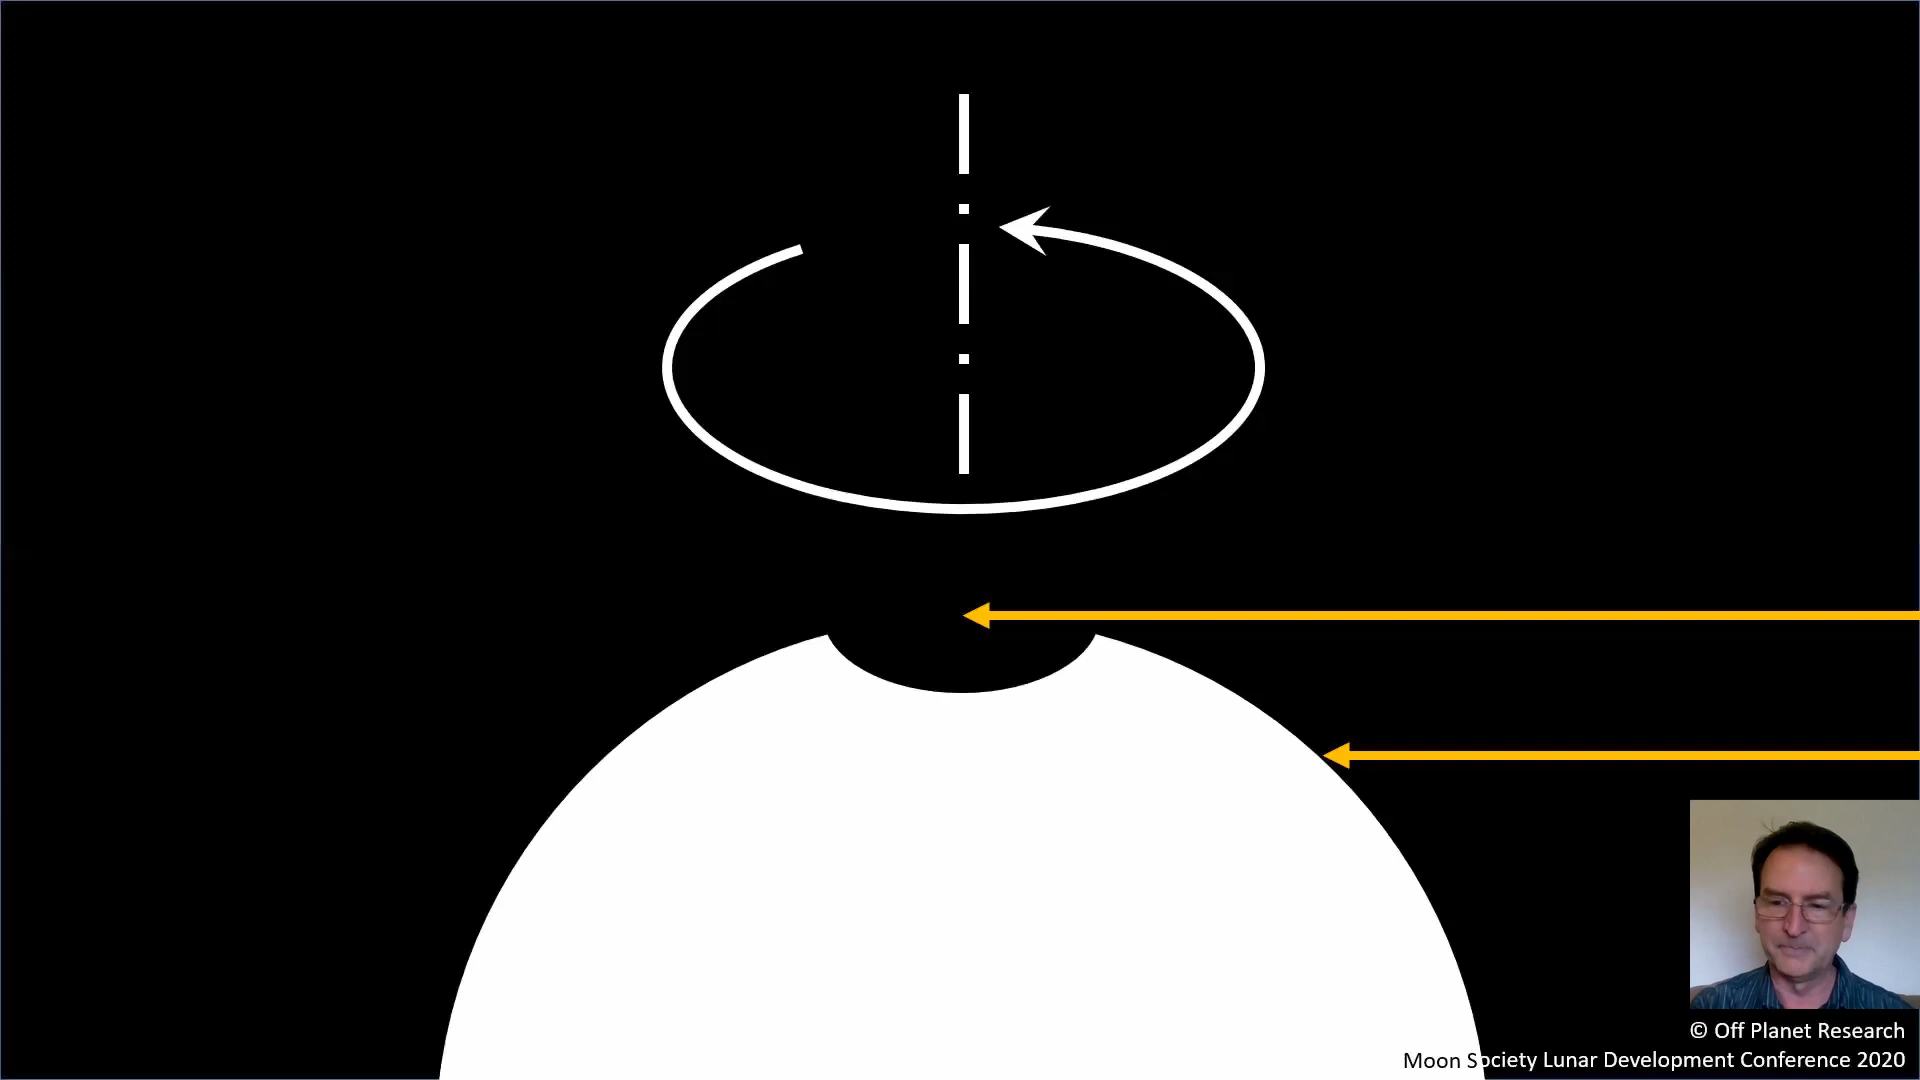 © Off Planet Research
Moon Society Lunar Development Conference 2020